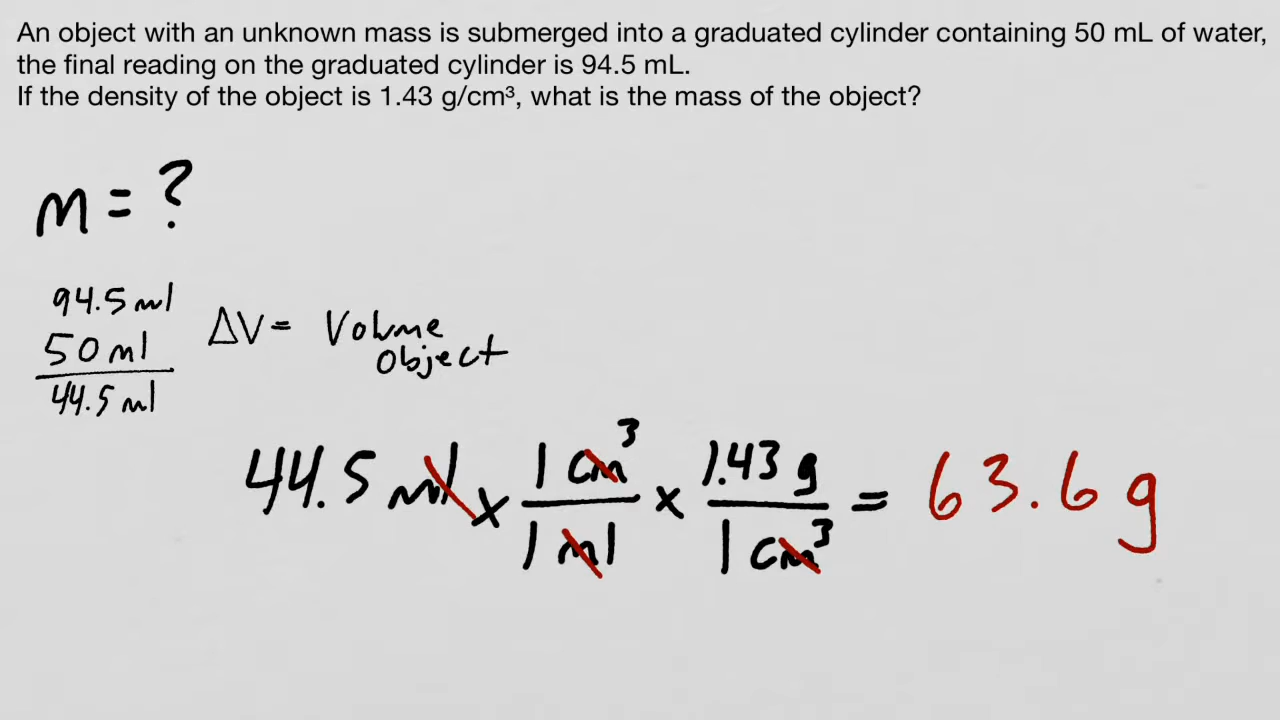 An object with an unknown mass is submerged into a graduated cylinder containing 50 mL of water,
the final reading on the graduated cylinder is 94.5 mL.
If the density of the object is 1.43 g/cm³, what is the mass of the object?
m = ?
94.5 ml
50 ml
44.5 ml
ΔV = Volume
Object
44.5 ml x 1 cm³ / 1 ml x 1.43 g / 1 cm³ = 63.6 g